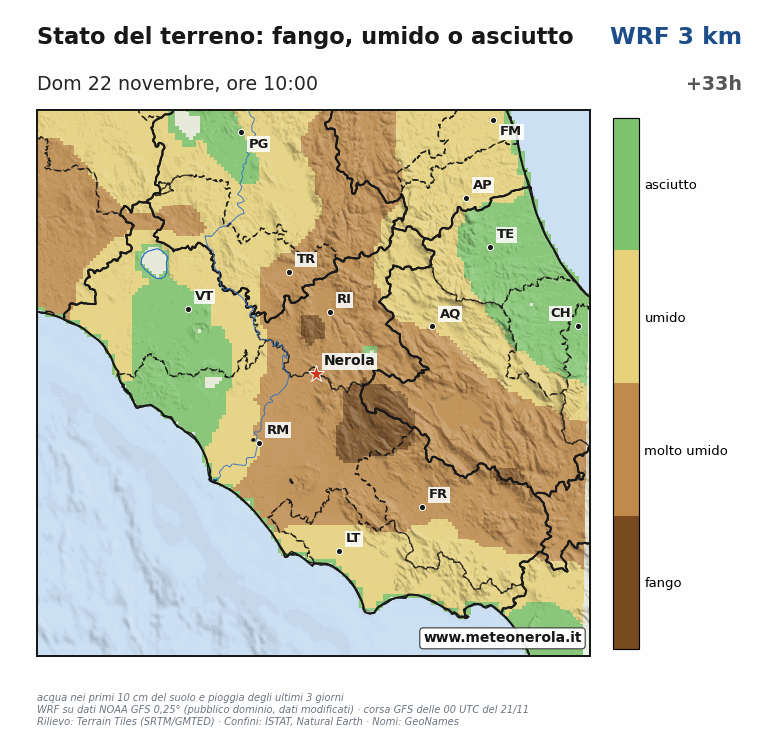 Stato del terreno: fango, umido o asciutto
WRF 3 km
Dom 22 novembre, ore 10:00
+33h
FM
PG
AP
TE
TR
VT
RI
AQ
CH
Nerola
RM
FR
LT
www.meteonerola.it
asciutto
umido
molto umido
fango
acqua nei primi 10 cm del suolo e pioggia degli ultimi 3 giorni
WRF su dati NOAA GFS 0,25° (pubblico dominio, dati modificati) · corsa GFS delle 00 UTC del 21/11
Rilievo: Terrain Tiles (SRTM/GMTED) · Confini: ISTAT, Natural Earth · Nomi: GeoNames